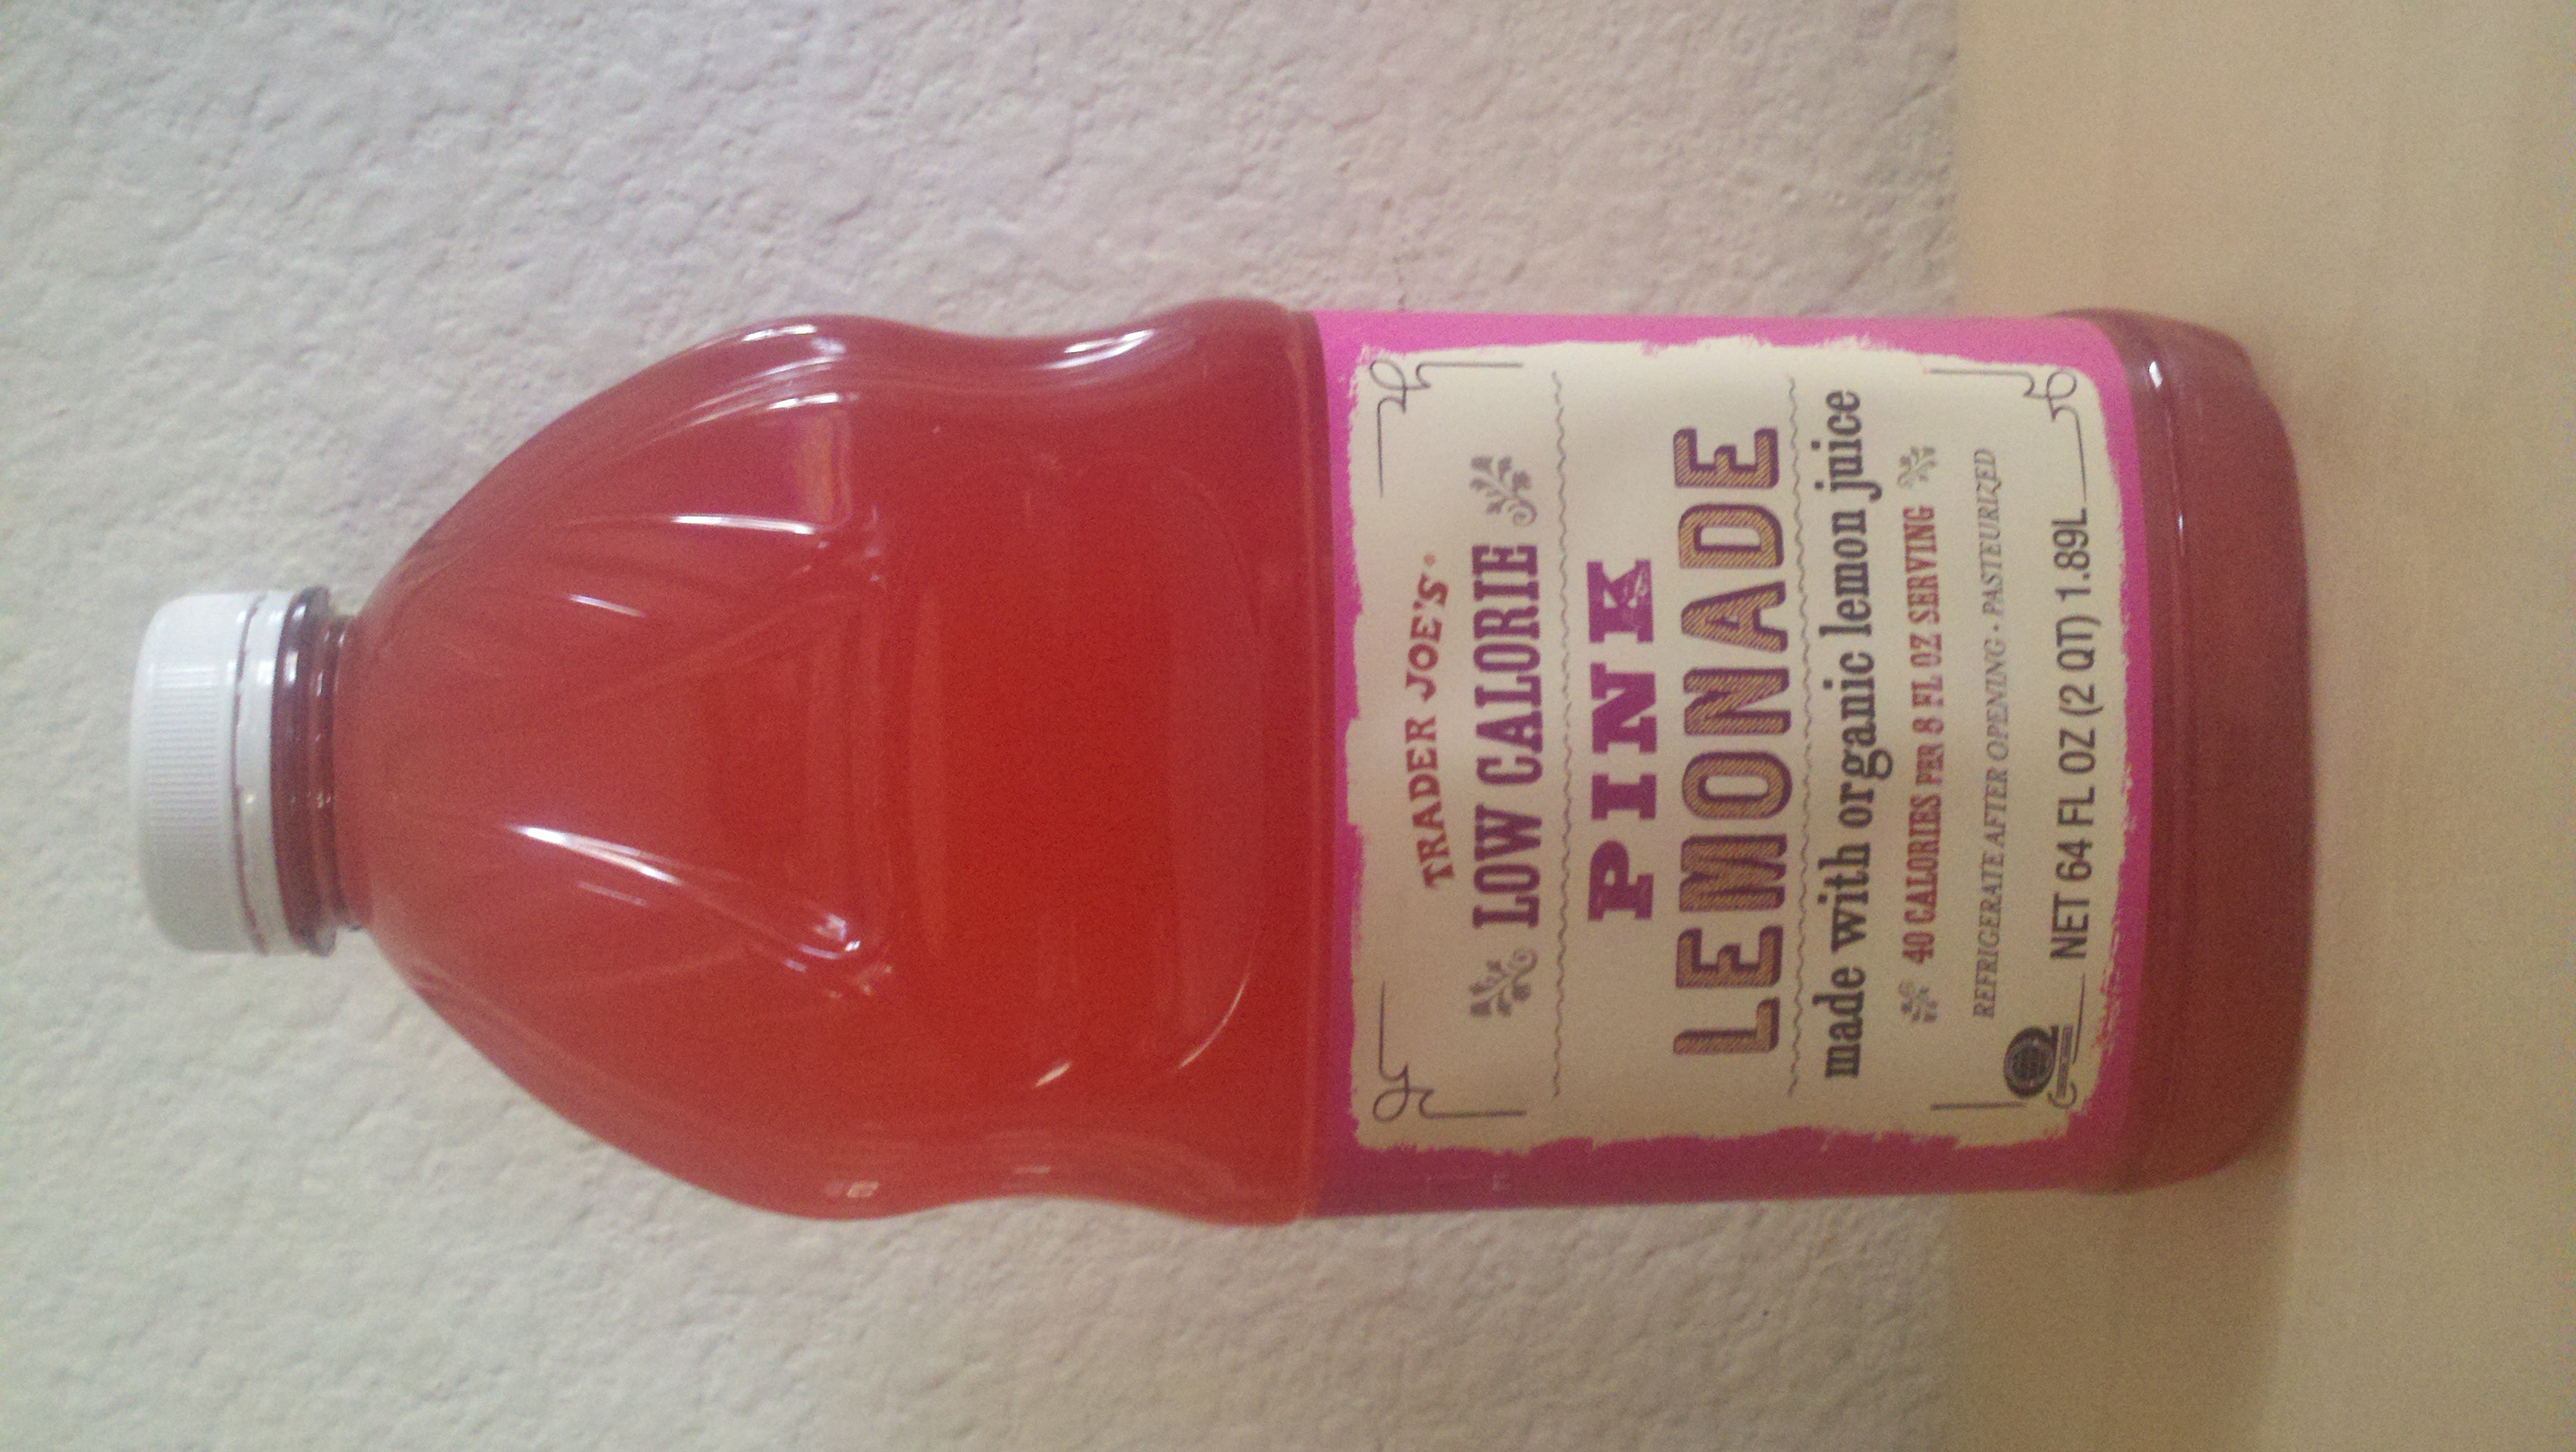 TRADER JOE'S
LOW CALORIE
PINK
LEMONADE
made with organic lemon juice
40 CALORIES PER 8 FL OZ SERVING
REFRIGERATE AFTER OPENING • PASTEURIZED
NET 64 FL OZ (2 QT) 1.89L